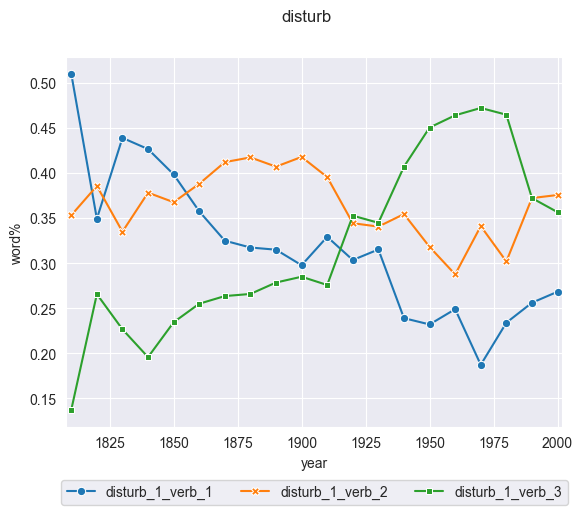 disturb
0.50
0.45
0.40
0.35
0.30
0.25
0.20
0.15
word%
1825 1850 1875 1900 1925 1950 1975 2000
year
disturb_1_verb_1 disturb_1_verb_2 disturb_1_verb_3